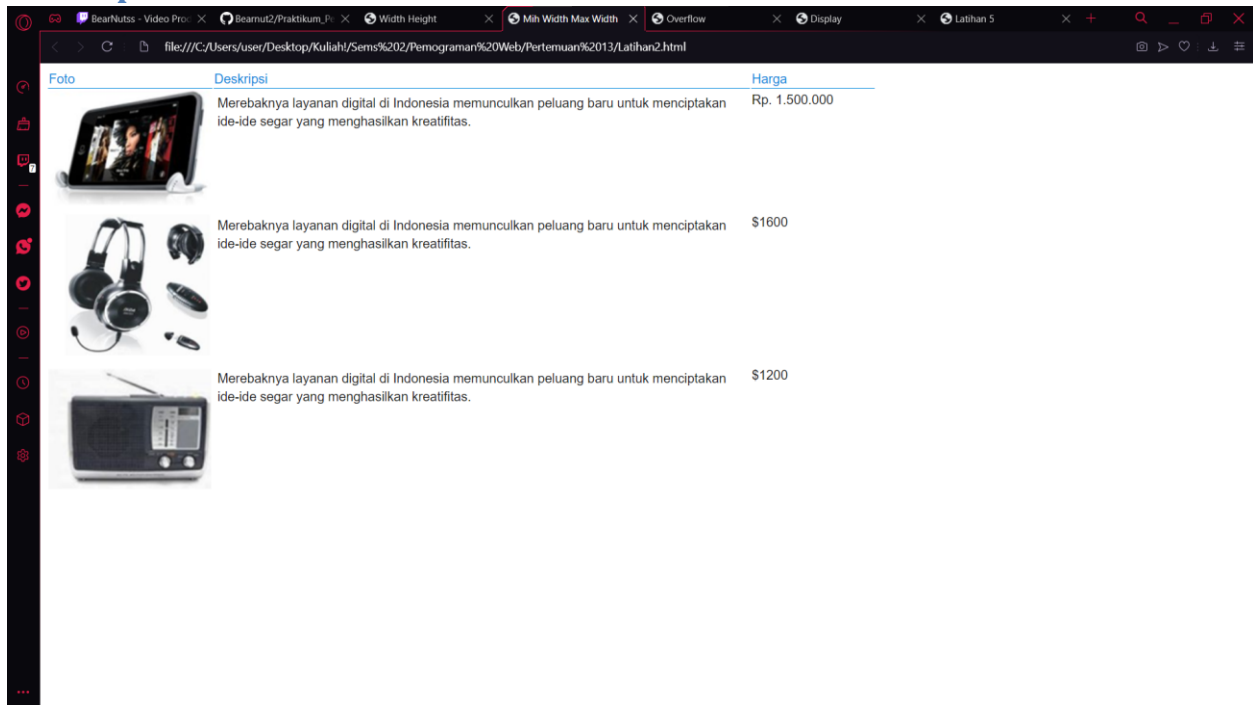 BearNutss - Video Proc
Bearnut2/Praktikum_Pe
Width Height
Mih Width Max Width
Overflow
Display
Latihan 5
file:///C:/Users/user/Desktop/Kuliah!/Sems%202/Pemograman%20Web/Pertemuan%2013/Latihan2.html
7
Foto Deskripsi Harga
Merebaknya layanan digital di Indonesia memunculkan peluang baru untuk menciptakan Rp. 1.500.000
ide-ide segar yang menghasilkan kreatifitas.
Merebaknya layanan digital di Indonesia memunculkan peluang baru untuk menciptakan $1600
ide-ide segar yang menghasilkan kreatifitas.
Merebaknya layanan digital di Indonesia memunculkan peluang baru untuk menciptakan $1200
ide-ide segar yang menghasilkan kreatifitas.